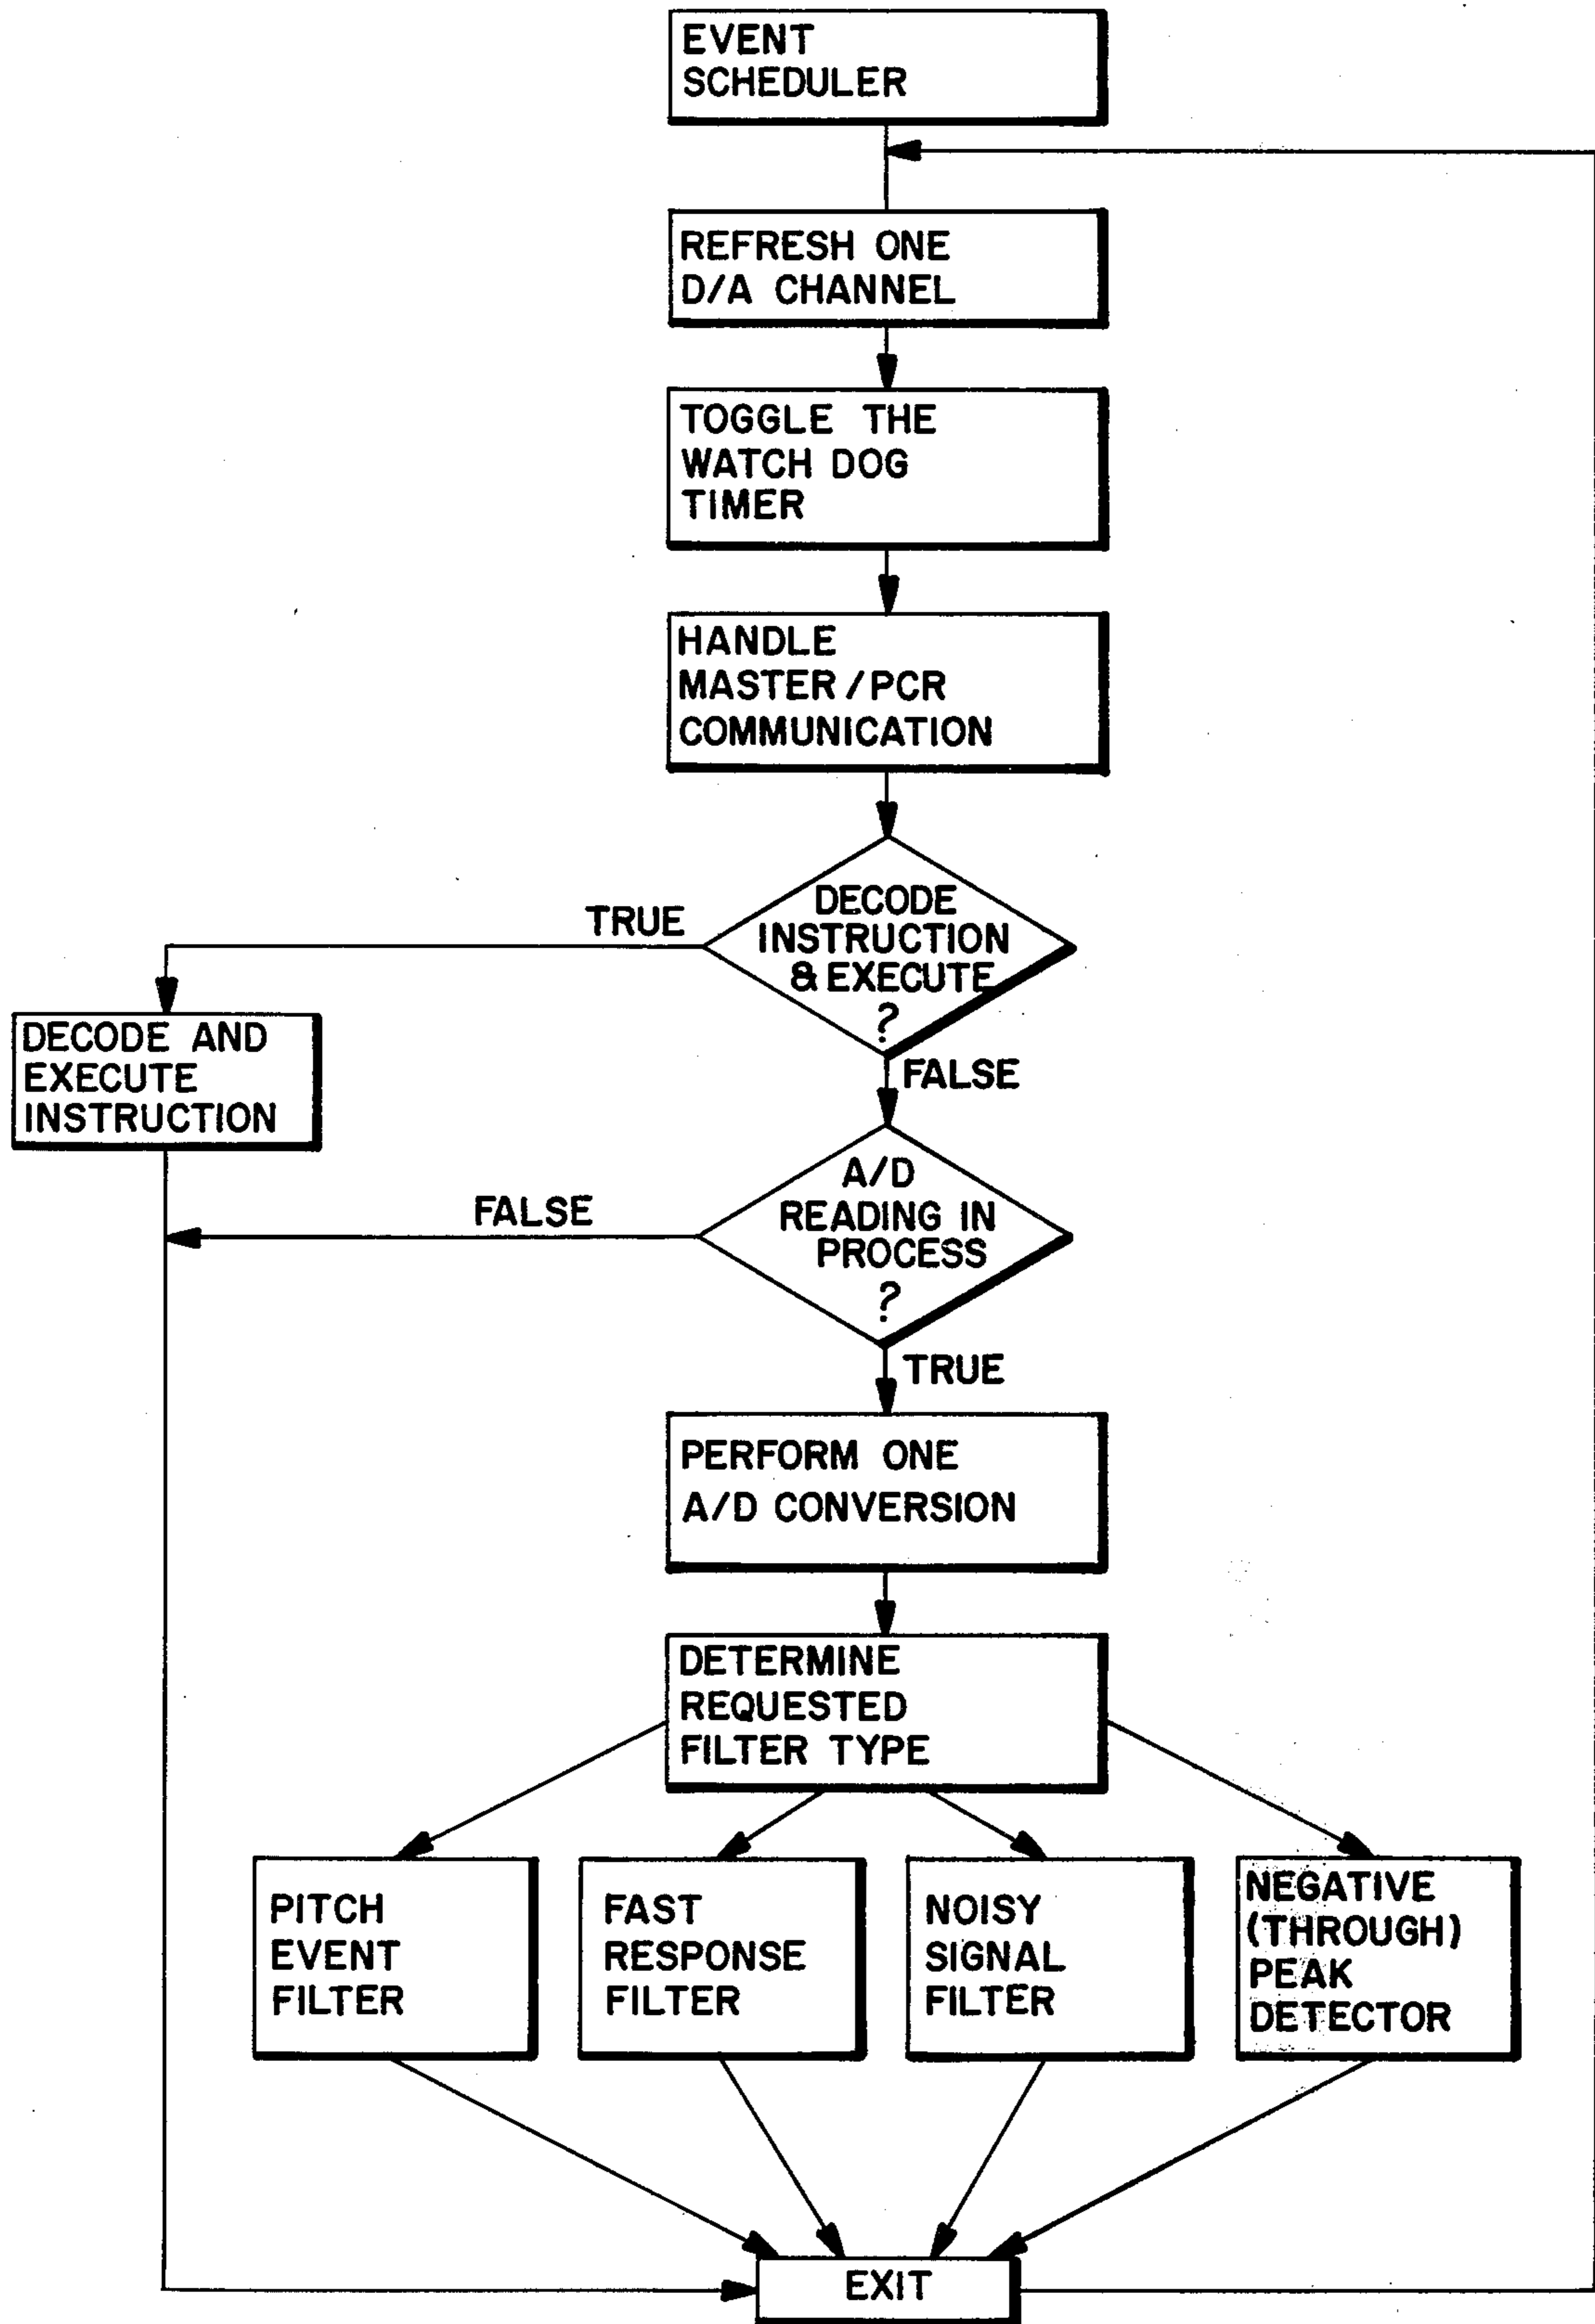 EVENT
SCHEDULER
REFRESH ONE
D/A CHANNEL
TOGGLE THE
WATCH DOG
TIMER
HANDLE
MASTER/PCR
COMMUNICATION
DECODE
INSTRUCTION
& EXECUTE
?
TRUE
DECODE AND
EXECUTE
INSTRUCTION
FALSE
A/D
READING IN
PROCESS
?
FALSE
TRUE
PERFORM ONE
A/D CONVERSION
DETERMINE
REQUESTED
FILTER TYPE
PITCH
EVENT
FILTER
FAST
RESPONSE
FILTER
NOISY
SIGNAL
FILTER
NEGATIVE
(THROUGH)
PEAK
DETECTOR
EXIT